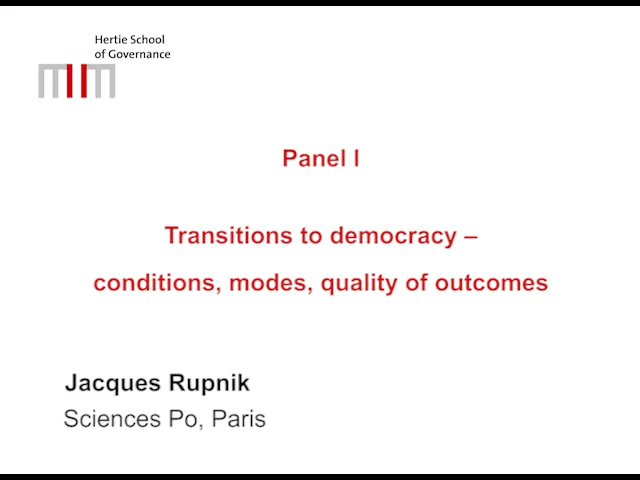 Hertie School
of Governance
Panel I
Transitions to democracy –
conditions, modes, quality of outcomes
Jacques Rupnik
Sciences Po, Paris